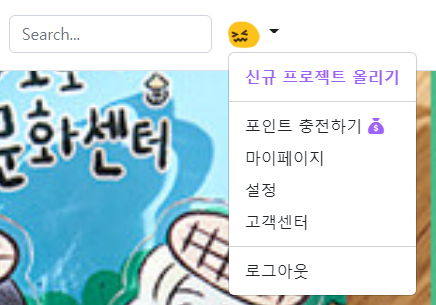 Search...
신규 프로젝트 올리기
포인트 충전하기
마이페이지
설정
고객센터
로그아웃
문화센터